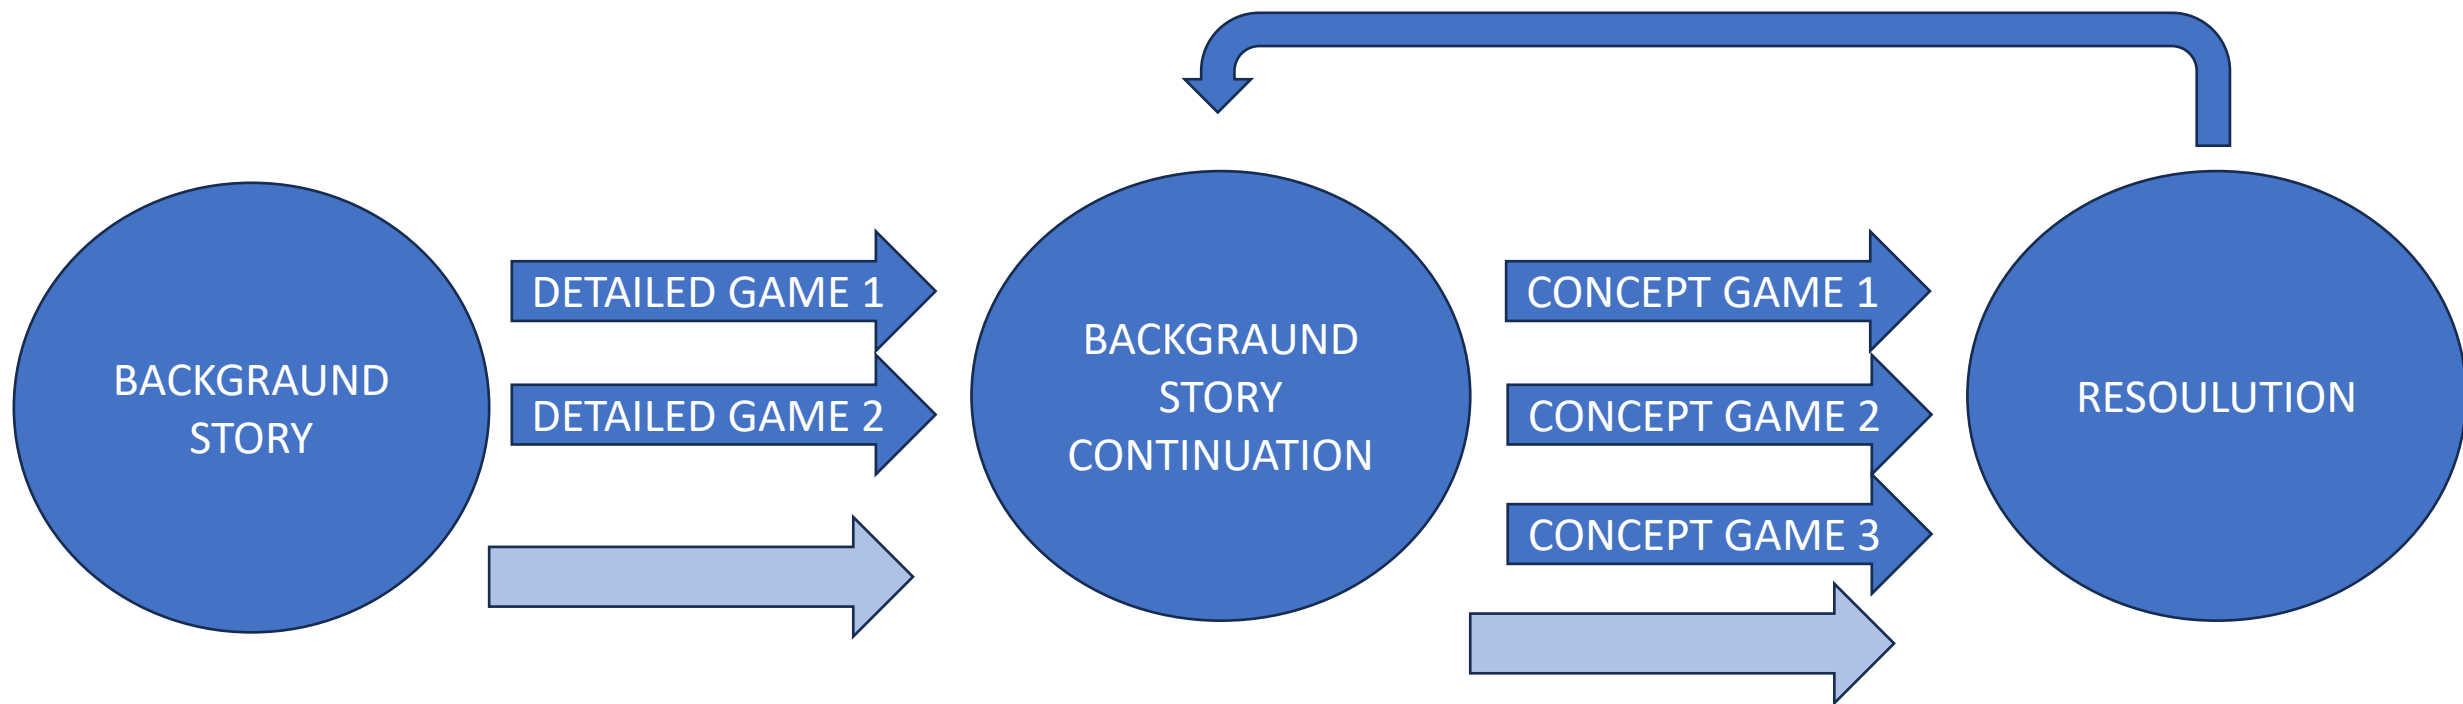 BACKGRAUND
STORY
DETAILED GAME 1
DETAILED GAME 2
BACKGRAUND
STORY
CONTINUATION
CONCEPT GAME 1
CONCEPT GAME 2
CONCEPT GAME 3
RESOULUTION